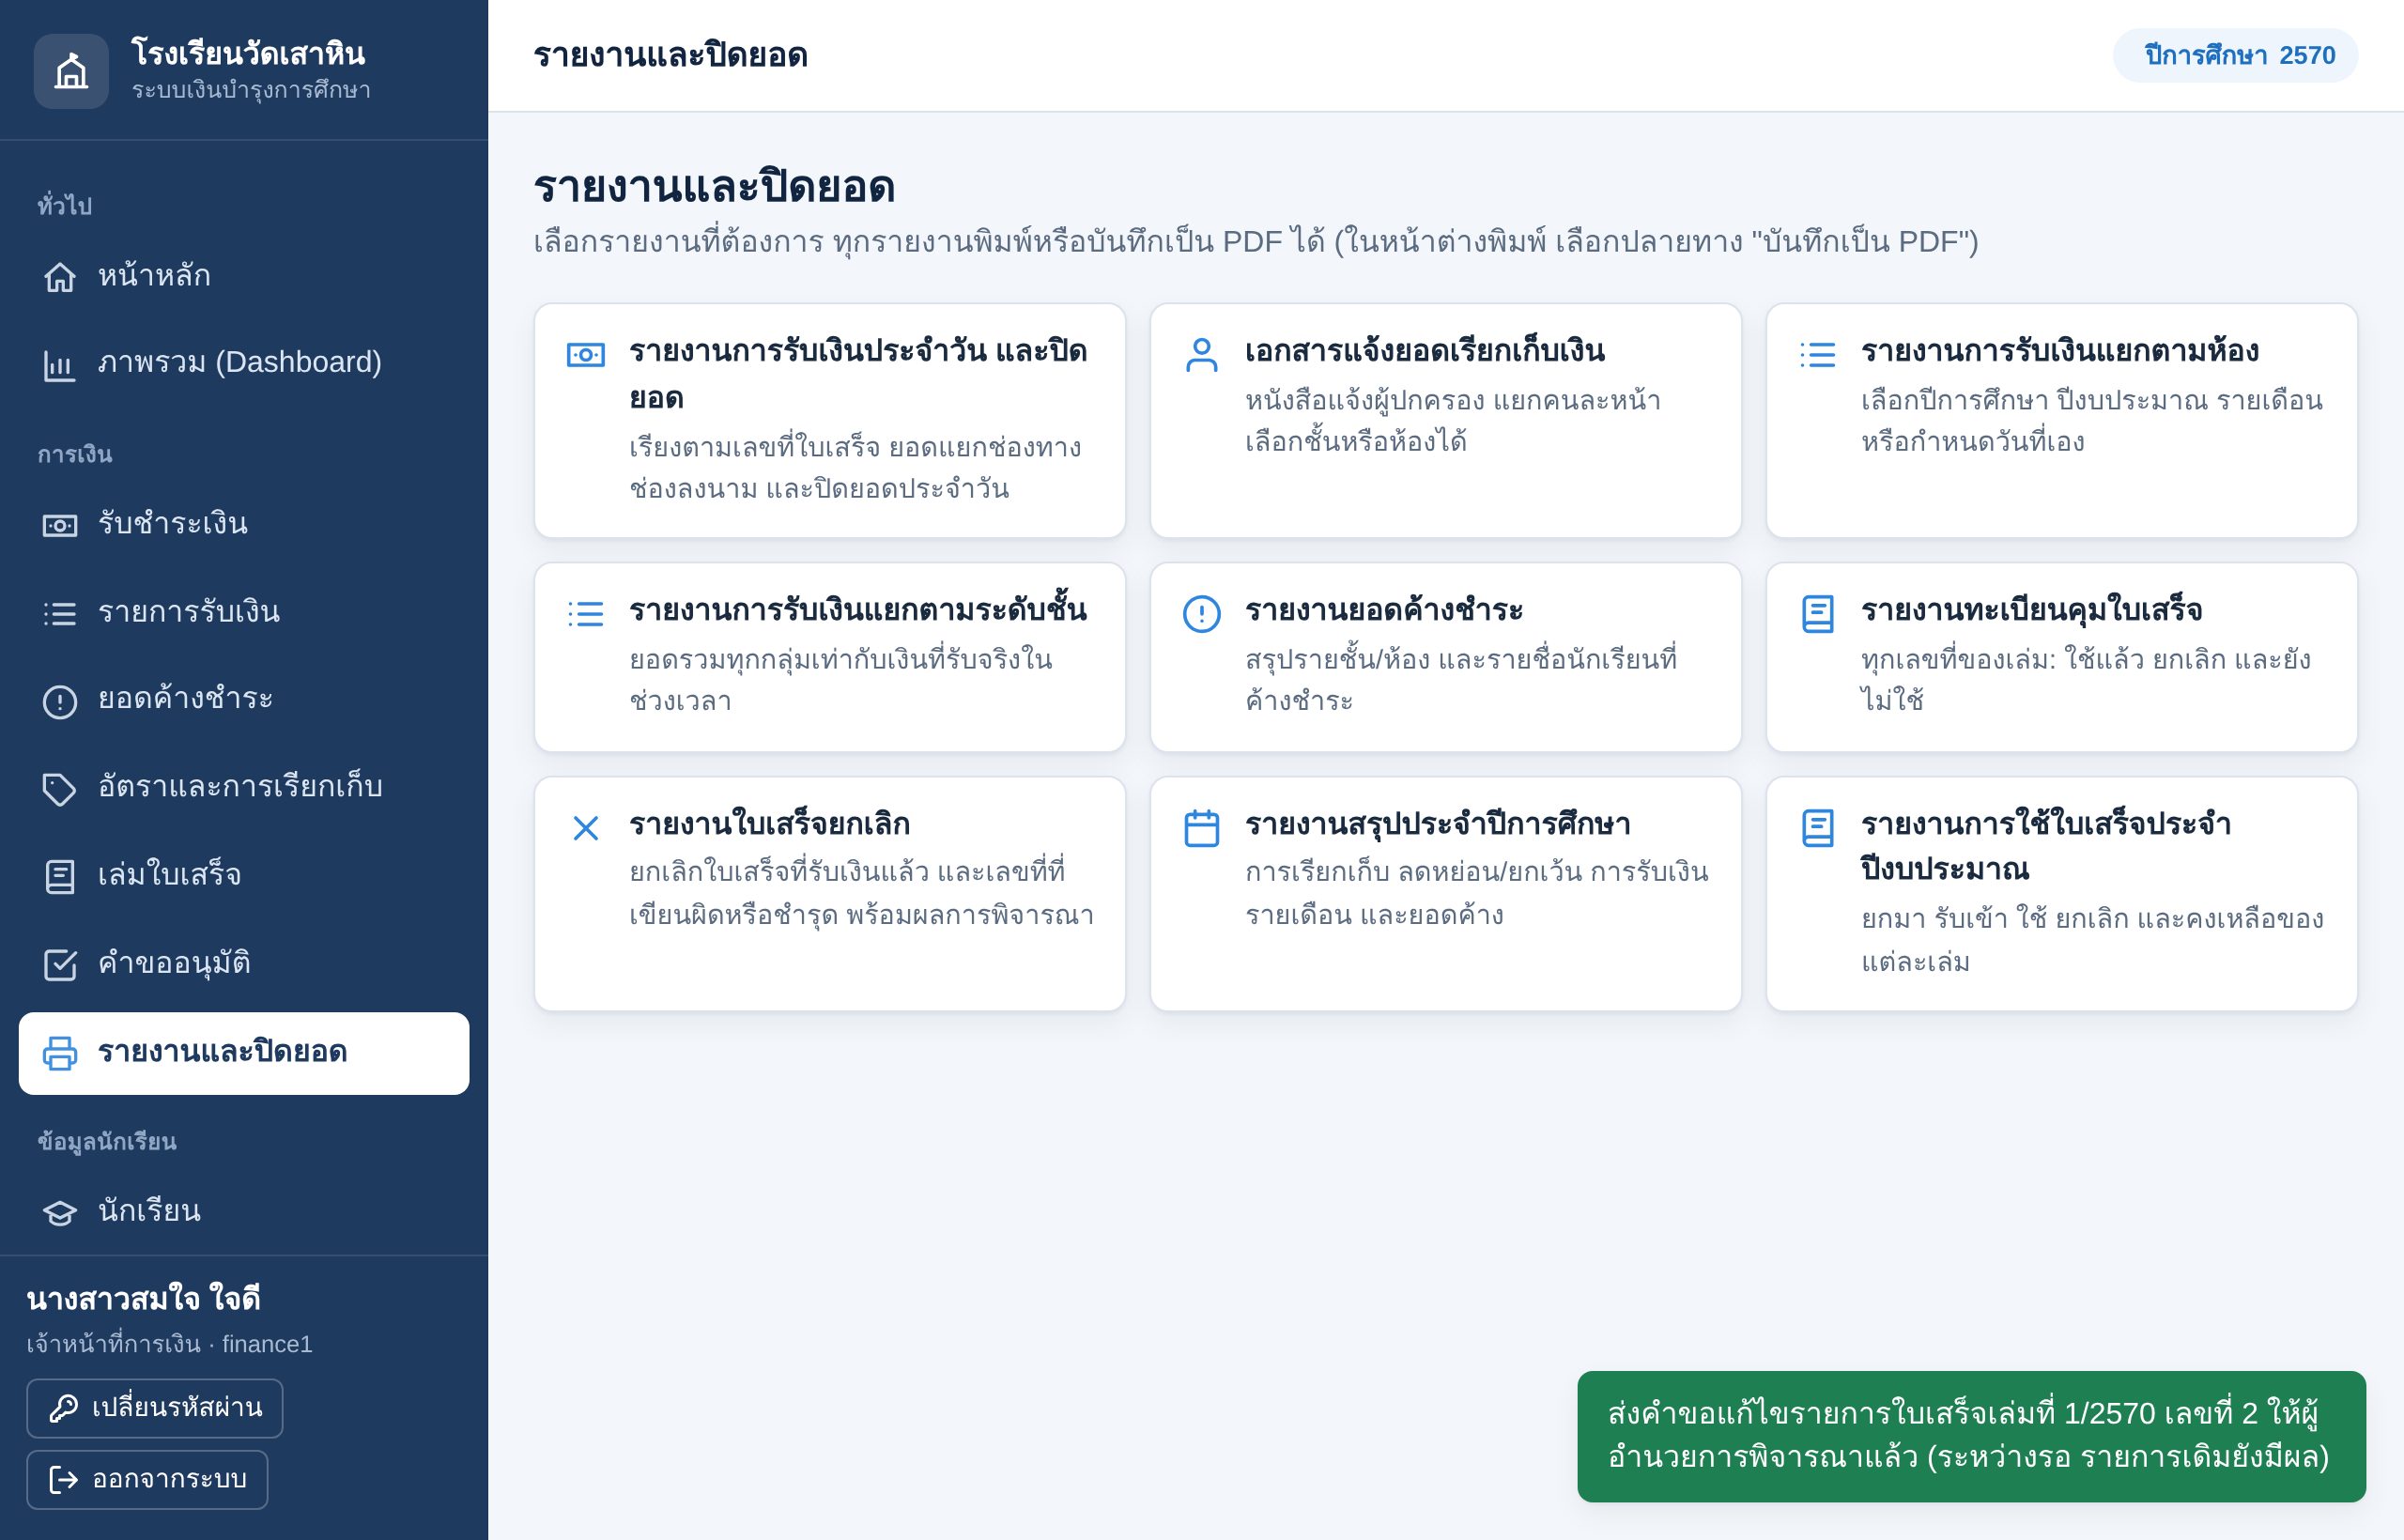 โรงเรียนวัดเสาหิน
ระบบเงินบำรุงการศึกษา
ทั่วไป
หน้าหลัก
ภาพรวม (Dashboard)
การเงิน
รับชำระเงิน
รายการรับเงิน
ยอดค้างชำระ
อัตราและการเรียกเก็บ
เล่มใบเสร็จ
คำขออนุมัติ
รายงานและปิดยอด
ข้อมูลนักเรียน
นักเรียน
นางสาวสมใจ ใจดี
เจ้าหน้าที่การเงิน · finance1
เปลี่ยนรหัสผ่าน
ออกจากระบบ
รายงานและปิดยอด
ปีการศึกษา 2570
รายงานและปิดยอด
เลือกรายงานที่ต้องการ ทุกรายงานพิมพ์หรือบันทึกเป็น PDF ได้ (ในหน้าต่างพิมพ์ เลือกปลายทาง "บันทึกเป็น PDF")
รายงานการรับเงินประจำวัน และปิด
ยอด
เรียงตามเลขที่ใบเสร็จ ยอดแยกช่องทาง
ช่องลงนาม และปิดยอดประจำวัน
เอกสารแจ้งยอดเรียกเก็บเงิน
หนังสือแจ้งผู้ปกครอง แยกคนละหน้า
เลือกชั้นหรือห้องได้
รายงานการรับเงินแยกตามห้อง
เลือกปีการศึกษา ปีงบประมาณ รายเดือน
หรือกำหนดวันที่เอง
รายงานการรับเงินแยกตามระดับชั้น
ยอดรวมทุกกลุ่มเท่ากับเงินที่รับจริงใน
ช่วงเวลา
รายงานยอดค้างชำระ
สรุปรายชั้น/ห้อง และรายชื่อนักเรียนที่
ค้างชำระ
รายงานทะเบียนคุมใบเสร็จ
ทุกเลขที่ของเล่ม: ใช้แล้ว ยกเลิก และยัง
ไม่ใช้
รายงานใบเสร็จยกเลิก
ยกเลิกใบเสร็จที่รับเงินแล้ว และเลขที่ที่
เขียนผิดหรือชำรุด พร้อมผลการพิจารณา
รายงานสรุปประจำปีการศึกษา
การเรียกเก็บ ลดหย่อน/ยกเว้น การรับเงิน
รายเดือน และยอดค้าง
รายงานการใช้ใบเสร็จประจำ
ปีงบประมาณ
ยกมา รับเข้า ใช้ ยกเลิก และคงเหลือของ
แต่ละเล่ม
ส่งคำขอแก้ไขรายการใบเสร็จเล่มที่ 1/2570 เลขที่ 2 ให้ผู้
อำนวยการพิจารณาแล้ว (ระหว่างรอ รายการเดิมยังมีผล)